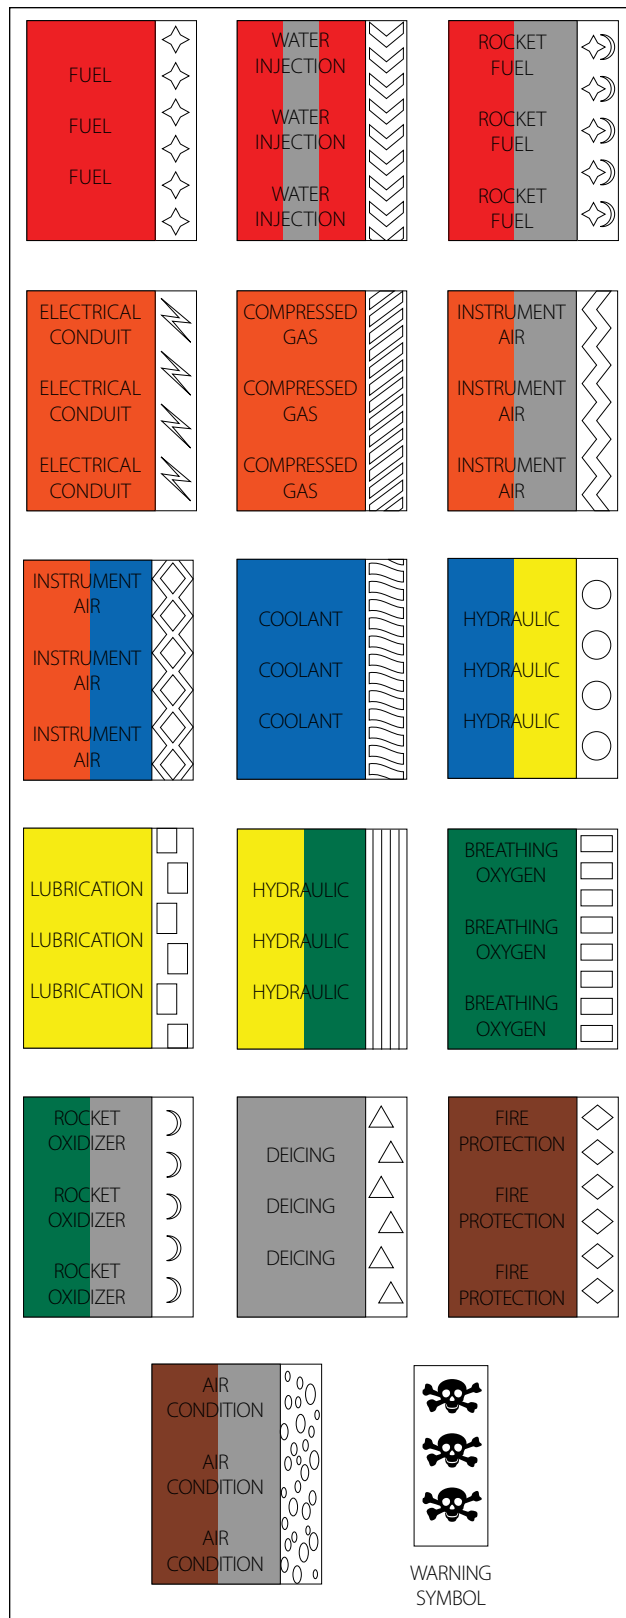 FUEL
FUEL
FUEL
WATER
INJECTION
WATER
INJECTION
WATER
INJECTION
ROCKET
FUEL
ROCKET
FUEL
ROCKET
FUEL
ELECTRICAL
CONDUIT
ELECTRICAL
CONDUIT
ELECTRICAL
CONDUIT
COMPRESSED
GAS
COMPRESSED
GAS
COMPRESSED
GAS
INSTRUMENT
AIR
INSTRUMENT
AIR
INSTRUMENT
AIR
INSTRUMENT
AIR
INSTRUMENT
AIR
INSTRUMENT
AIR
COOLANT
COOLANT
COOLANT
HYDRAULIC
HYDRAULIC
HYDRAULIC
LUBRICATION
LUBRICATION
LUBRICATION
HYDRAULIC
HYDRAULIC
HYDRAULIC
BREATHING
OXYGEN
BREATHING
OXYGEN
BREATHING
OXYGEN
ROCKET
OXIDIZER
ROCKET
OXIDIZER
ROCKET
OXIDIZER
DEICING
DEICING
DEICING
FIRE
PROTECTION
FIRE
PROTECTION
FIRE
PROTECTION
AIR
CONDITION
AIR
CONDITION
AIR
CONDITION
WARNING
SYMBOL